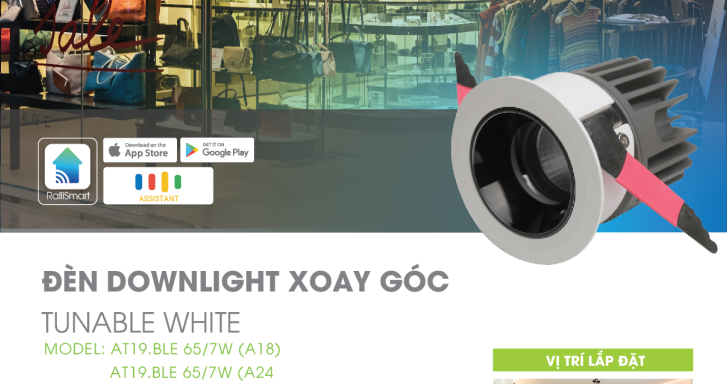 Sale
RalliSmart
Download on the
App Store
GET IT ON
Google Play
ASSISTANT
ĐÈN DOWNLIGHT XOAY GÓC
TUNABLE WHITE
MODEL: AT19.BLE 65/7W (A18)
AT19.BLE 65/7W (A24
VỊ TRÍ LẮP ĐẶT